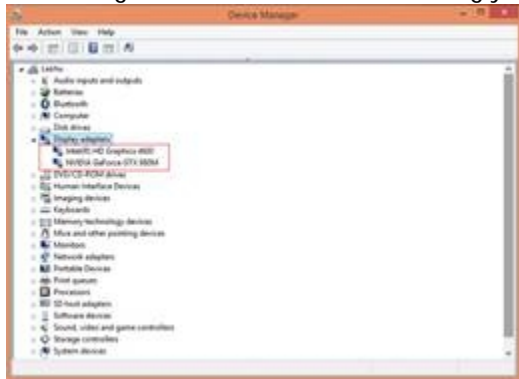 Device Manager
File Action View Help
Audio inputs and outputs
Batteries
Bluetooth
Computer
Disk drives
Display adapters
Intel(R) HD Graphics 4600
NVIDIA GeForce GTX 980M
DVD/CD-ROM drives
Human Interface Devices
Imaging devices
Keyboards
Memory technology devices
Mice and other pointing devices
Monitors
Network adapters
Portable Devices
Print queues
Processors
SD host adapters
Software devices
Sound, video and game controllers
Storage controllers
System devices